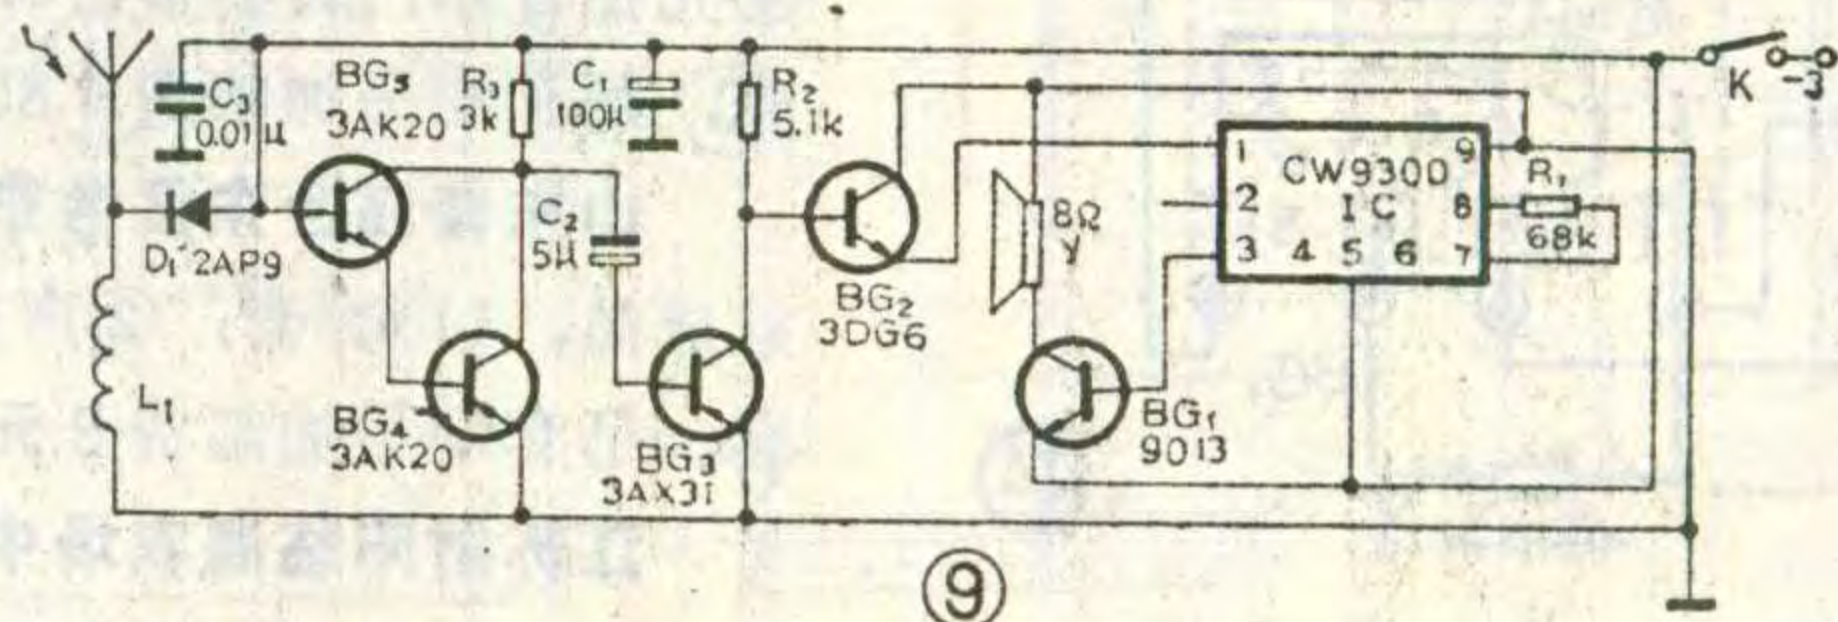 C₃
0.01μ
BG₅
3AK20
R₃
3k
C₁
100μ
R₂
5.1k
K
-3
D₁ 2AP9
C₂
5μ
BG₂
3DG6
8Ω
Y
1
2
3
4
5
6
7
8
9
CW9300
IC
R₁
68k
L₁
BG₄
3AK20
BG₃
3AX31
BG₁
9013
⑨